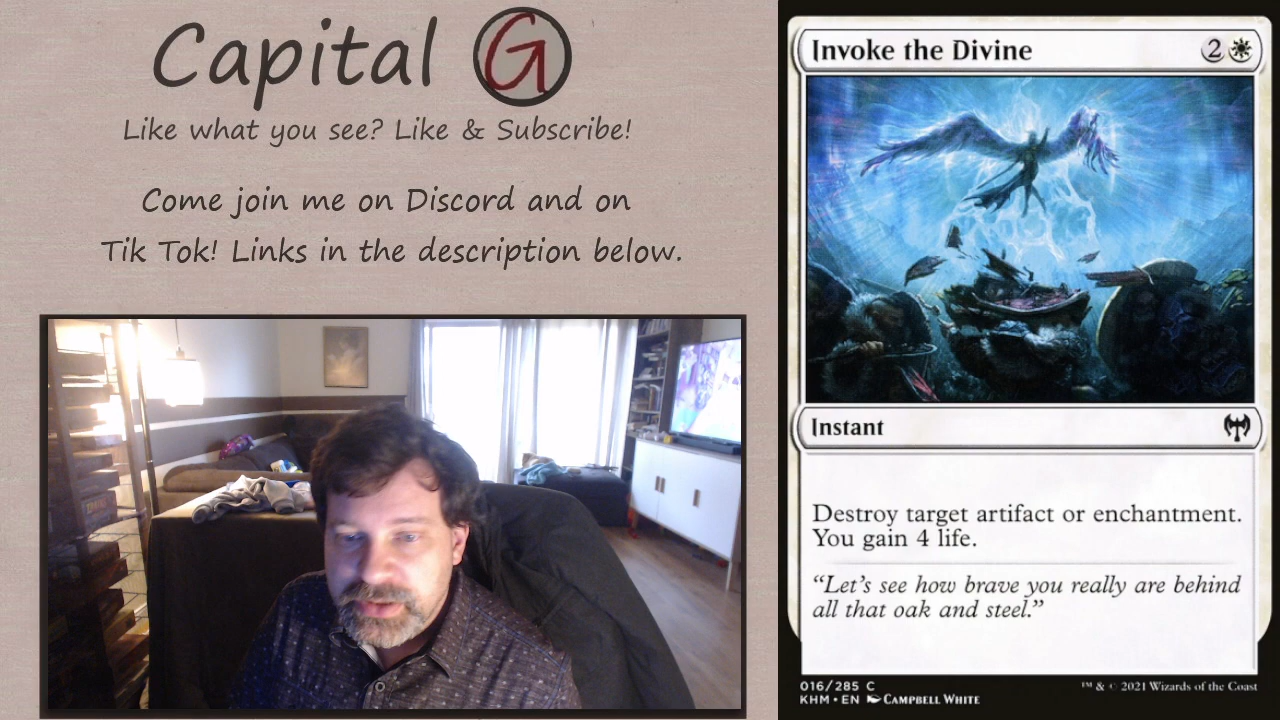 Capital G
Like what you see? Like & Subscribe!
Come join me on Discord and on
Tik Tok! Links in the description below.
Invoke the Divine 2
Instant
Destroy target artifact or enchantment.
You gain 4 life.
“Let’s see how brave you really are behind
all that oak and steel.”
016/285 C
KHM • EN Campbell White
™ & © 2021 Wizards of the Coast